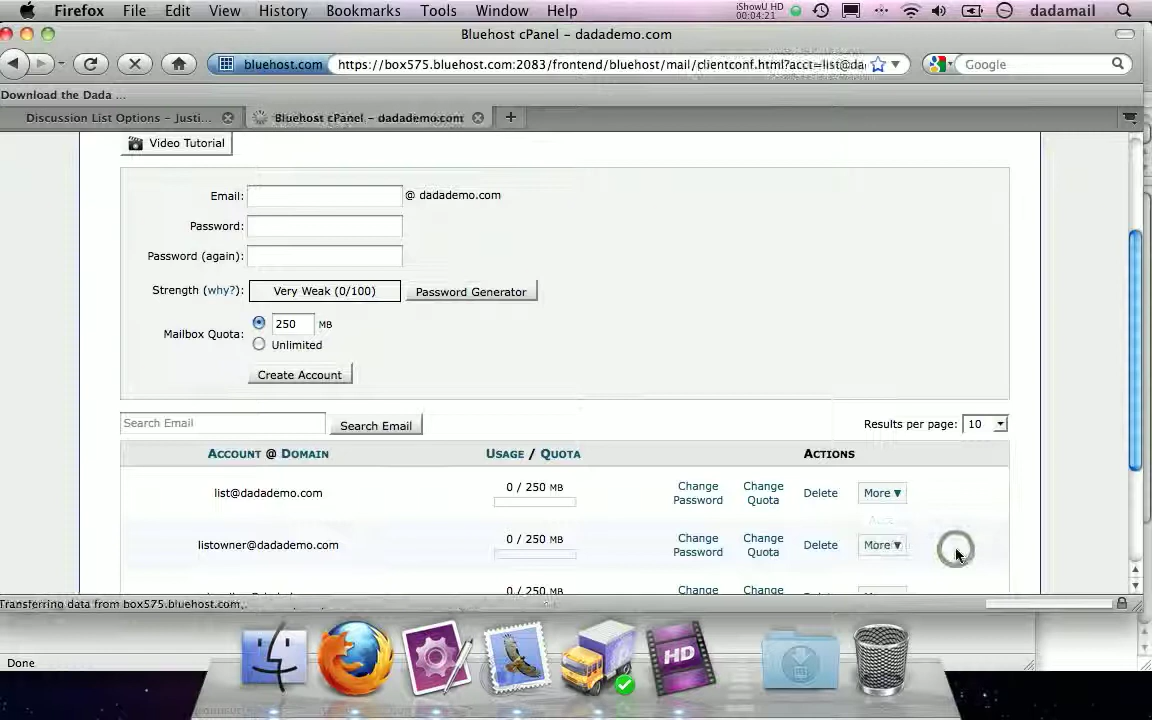 Firefox File Edit View History Bookmarks Tools Window Help iShowU HD 00:04:21 dadamail
Bluehost cPanel - dadademo.com
bluehost.com https://box575.bluehost.com:2083/frontend/bluehost/mail/clientconf.html?acct=list@da Google
Download the Dada ...
Discussion List Options – Justi... Bluehost cPanel – dadademo.com
Video Tutorial
Email: @ dadademo.com
Password:
Password (again):
Strength (why?): Very Weak (0/100) Password Generator
Mailbox Quota: 250 MB
Unlimited
Create Account
Search Email Search Email Results per page: 10
Account @ Domain Usage / Quota Actions
list@dadademo.com 0 / 250 MB Change Password Change Quota Delete More ▼
listowner@dadademo.com 0 / 250 MB Change Password Change Quota Delete More ▼
0 / 250 MB Change Change
Transferring data from box575.bluehost.com,
HD
Done